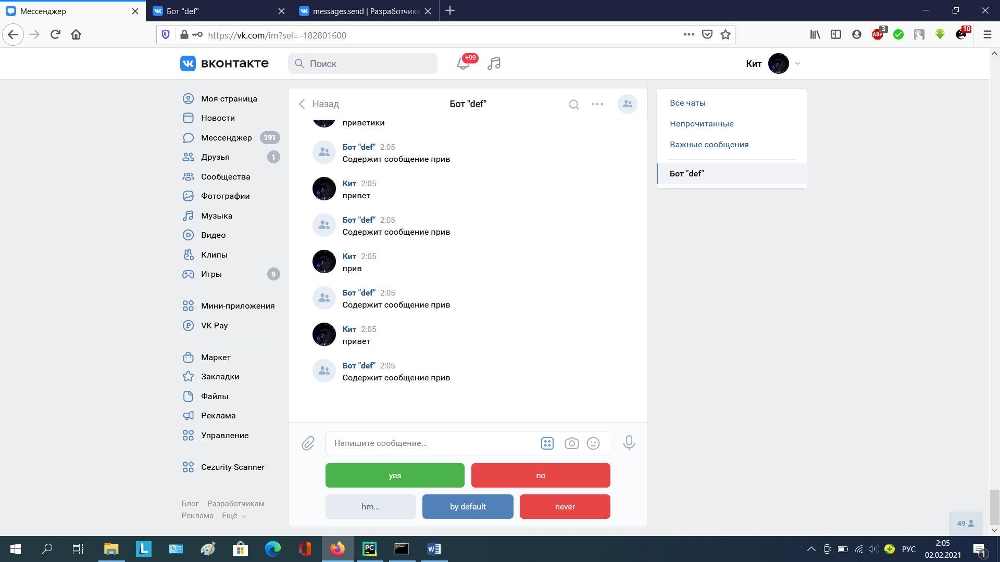 Мессенджер
Бот "def"
messages.send | Разработчика
https://vk.com/im?sel=-182801600
ABP
3
10
вконтакте
Поиск
+99
Кит
Моя страница
Новости
Мессенджер 191
Друзья 1
Сообщества
Фотографии
Музыка
Видео
Клипы
Игры 9
Мини-приложения
VK Pay
Маркет
Закладки
Файлы
Реклама
Управление
Cezurity Scanner
Блог Разработчикам
Реклама Ещё
Назад
Бот "def"
приветики
Бот "def" 2:05
Содержит сообщение прив
Кит 2:05
привет
Бот "def" 2:05
Содержит сообщение прив
Кит 2:05
прив
Бот "def" 2:05
Содержит сообщение прив
Кит 2:05
привет
Бот "def" 2:05
Содержит сообщение прив
Напишите сообщение...
yes
no
hm...
by default
never
Все чаты
Непрочитанные
Важные сообщения
Бот "def"
49
РУС
2:05
02.02.2021
1